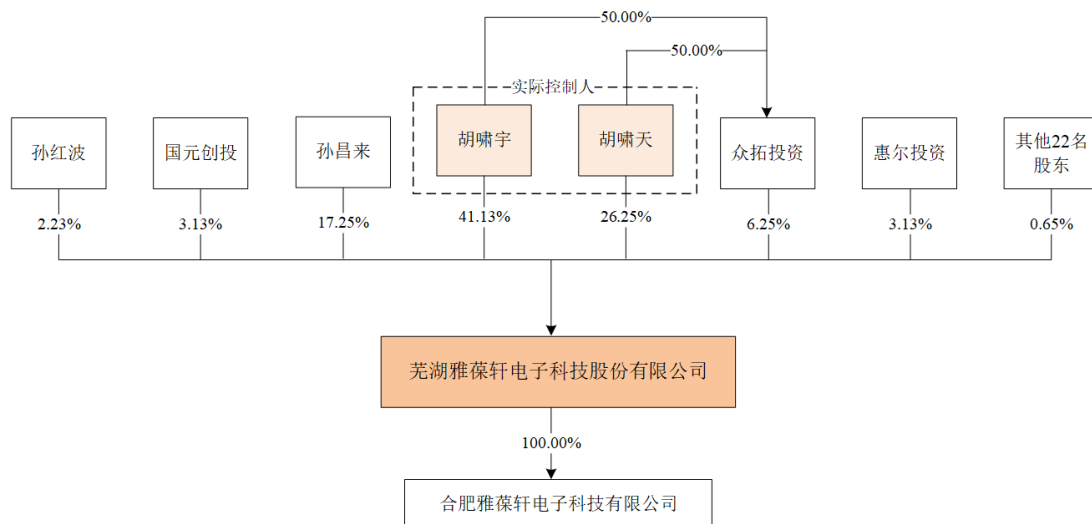 50.00%
50.00%
实际控制人
孙红波
国元创投
孙昌来
胡啸宇
胡啸天
众拓投资
惠尔投资
其他22名
股东
2.23%
3.13%
17.25%
41.13%
26.25%
6.25%
3.13%
0.65%
芜湖雅葆轩电子科技股份有限公司
100.00%
合肥雅葆轩电子科技有限公司